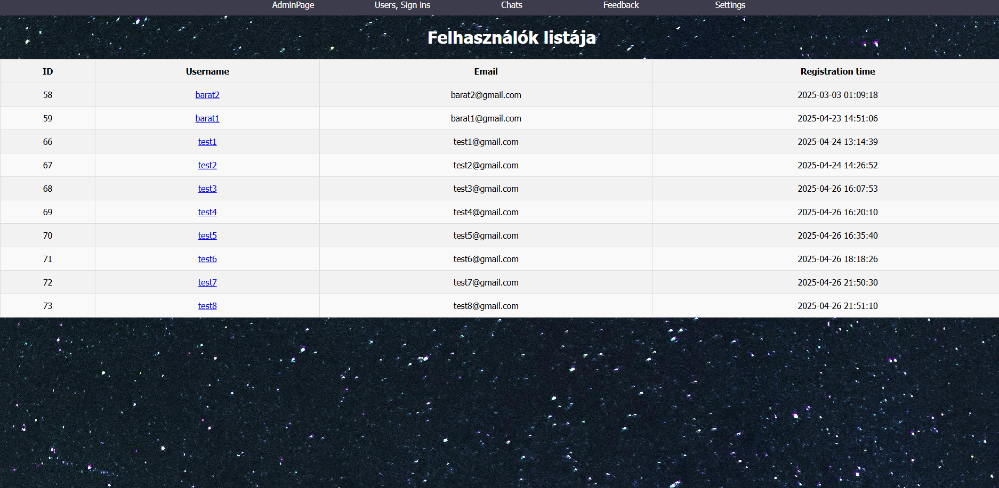 AdminPage Users, Sign ins Chats Feedback Settings
Felhasználók listája
ID Username Email Registration time
58 barat2 barat2@gmail.com 2025-03-03 01:09:18
59 barat1 barat1@gmail.com 2025-04-23 14:51:06
66 test1 test1@gmail.com 2025-04-24 13:14:39
67 test2 test2@gmail.com 2025-04-24 14:26:52
68 test3 test3@gmail.com 2025-04-26 16:07:53
69 test4 test4@gmail.com 2025-04-26 16:20:10
70 test5 test5@gmail.com 2025-04-26 16:35:40
71 test6 test6@gmail.com 2025-04-26 18:18:26
72 test7 test7@gmail.com 2025-04-26 21:50:30
73 test8 test8@gmail.com 2025-04-26 21:51:10